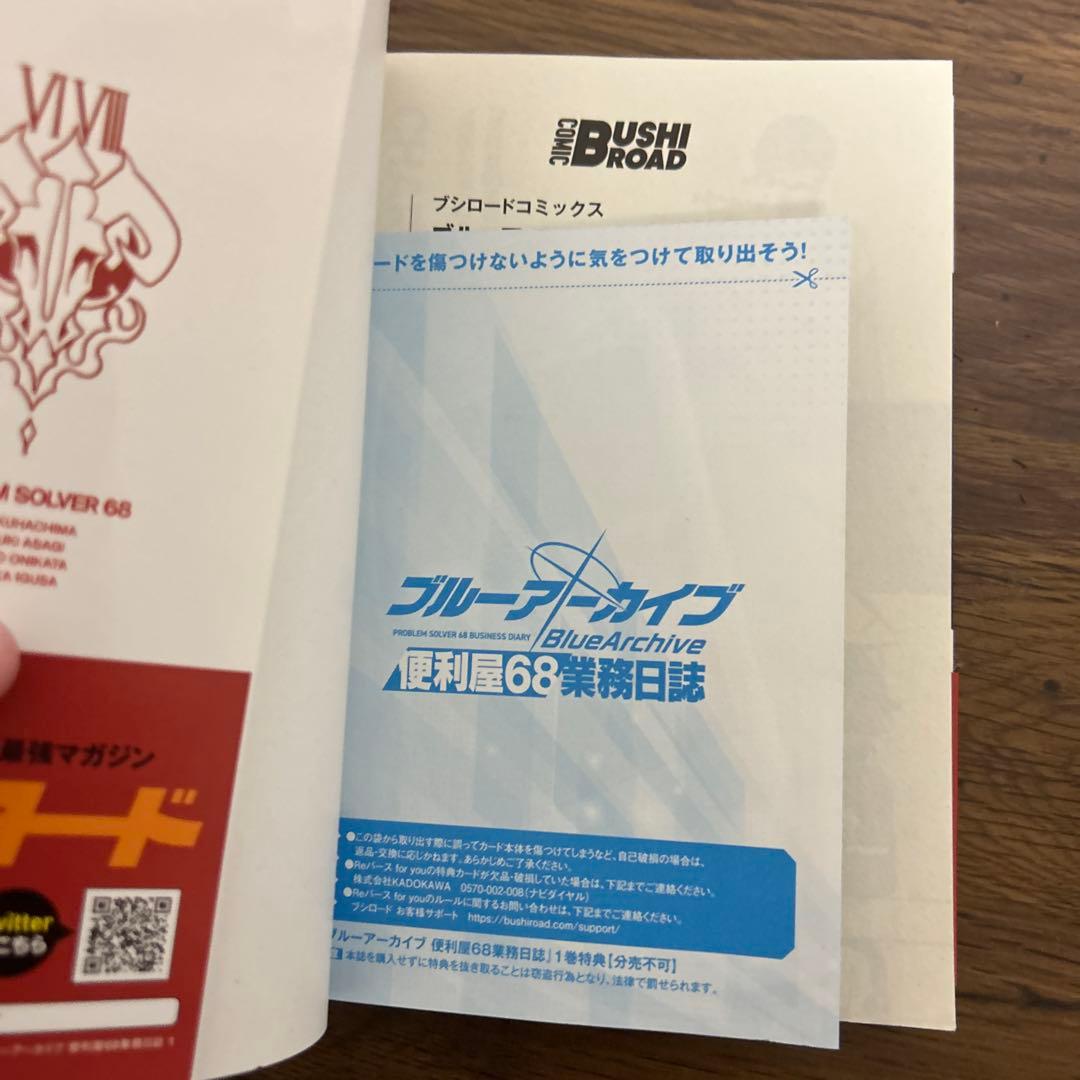 VIVIII
M SOLVER 68
KUHACHIMA
UKI ASAGI
O ONIKATA
KA IGUSA
最強マガジン
ロード
witter
こちら
ーアーカイブ 便利屋68業務日誌 1
COMIC BUSHI ROAD
ブシロードコミックス
ードを傷つけないように気をつけて取り出そう!
ブルーアーカイブ
PROBLEM SOLVER 68 BUSINESS DIARY
BlueArchive
便利屋68業務日誌
●この袋から取り出す際に誤ってカード本体を傷つけてしまうなど、自己破損の場合は、
返品・交換に応じかねます。あらかじめご了承ください。
●Reバース for youの特典カードが欠品・破損していた場合は、下記までご連絡ください。
株式会社KADOKAWA 0570-002-008(ナビダイヤル)
●Reバース for youのルールに関するお問い合わせは、下記までご連絡ください。
ブシロード お客様サポート https://bushiroad.com/support/
ブルーアーカイブ 便利屋68業務日誌』1巻特典【分売不可】
本誌を購入せずに特典を抜き取ることは窃盗行為となり、法律で罰せられます。